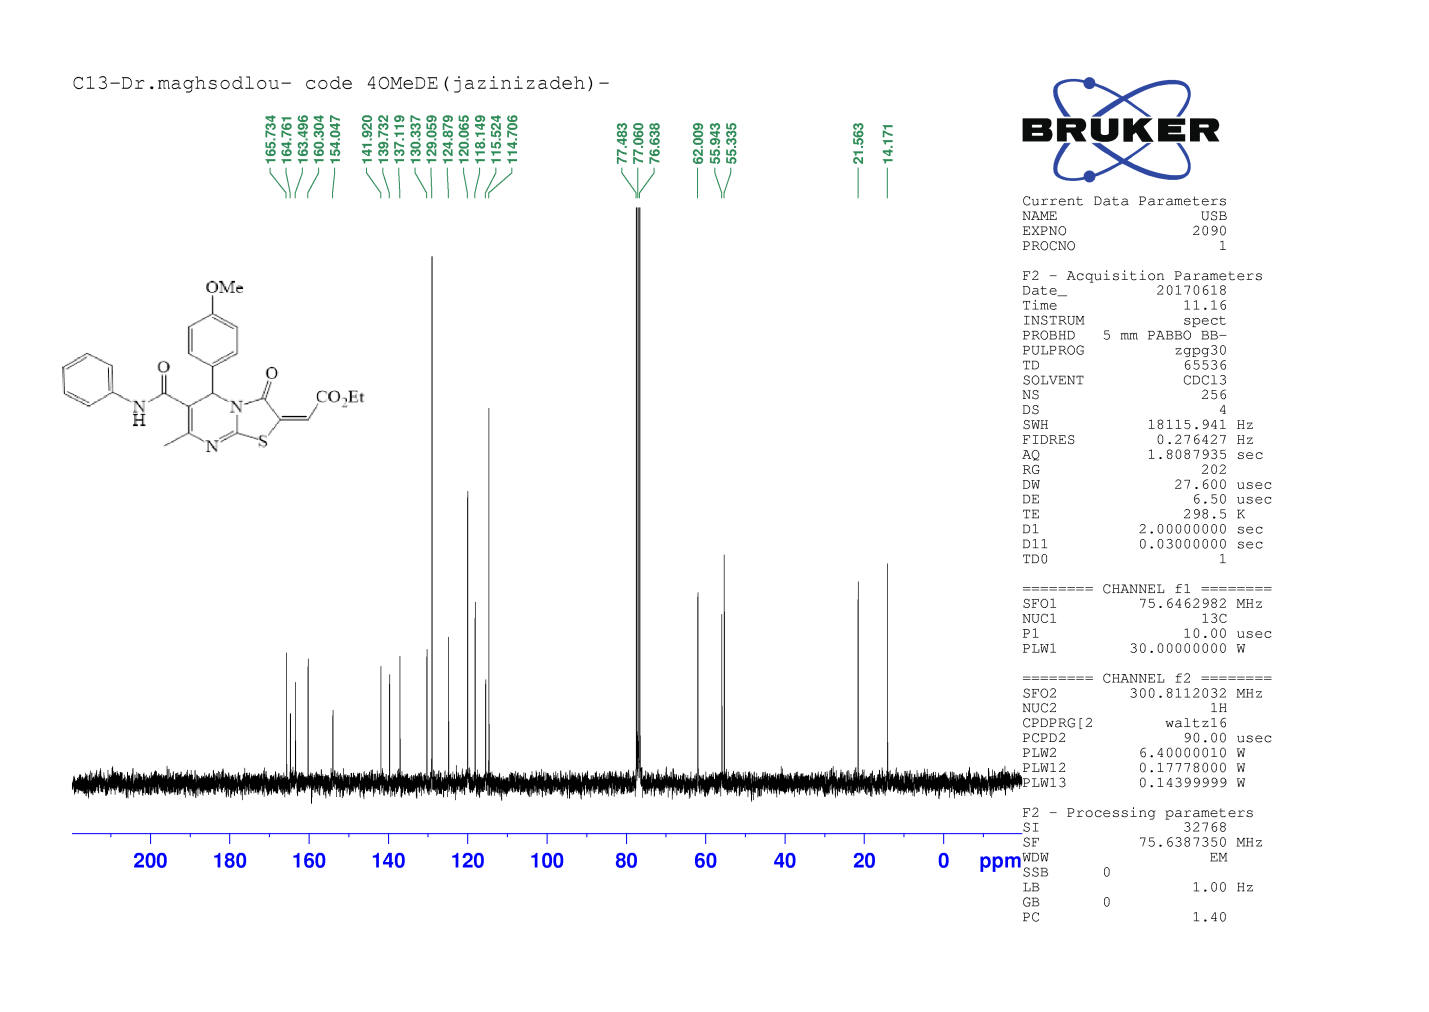 C13-Dr.maghsodlou- code 4OMeDE(jazinizadeh)-
165.734
164.761
163.496
160.304
154.047
141.920
139.732
137.119
130.337
129.059
124.879
120.065
118.149
115.524
114.706
77.483
77.060
76.638
62.009
55.943
55.335
21.563
14.171
BRUKER
OMe
O
N
H
N
O
CO2Et
N
S
Current Data Parameters
NAME USB
EXPNO 2090
PROCNO 1
F2 - Acquisition Parameters
Date_ 20170618
Time 11.16
INSTRUM spect
PROBHD 5 mm PABBO BB-
PULPROG zgpg30
TD 65536
SOLVENT CDCl3
NS 256
DS 4
SWH 18115.941 Hz
FIDRES 0.276427 Hz
AQ 1.8087935 sec
RG 202
DW 27.600 usec
DE 6.50 usec
TE 298.5 K
D1 2.00000000 sec
D11 0.03000000 sec
TD0 1
======== CHANNEL f1 ========
SFO1 75.6462982 MHz
NUC1 13C
P1 10.00 usec
PLW1 30.00000000 W
======== CHANNEL f2 ========
SFO2 300.8112032 MHz
NUC2 1H
CPDPRG[2 waltz16
PCPD2 90.00 usec
PLW2 6.40000010 W
PLW12 0.17778000 W
PLW13 0.14399999 W
F2 - Processing parameters
SI 32768
SF 75.6387350 MHz
WDW EM
SSB 0
LB 1.00 Hz
GB 0
PC 1.40
200 180 160 140 120 100 80 60 40 20 0 ppm